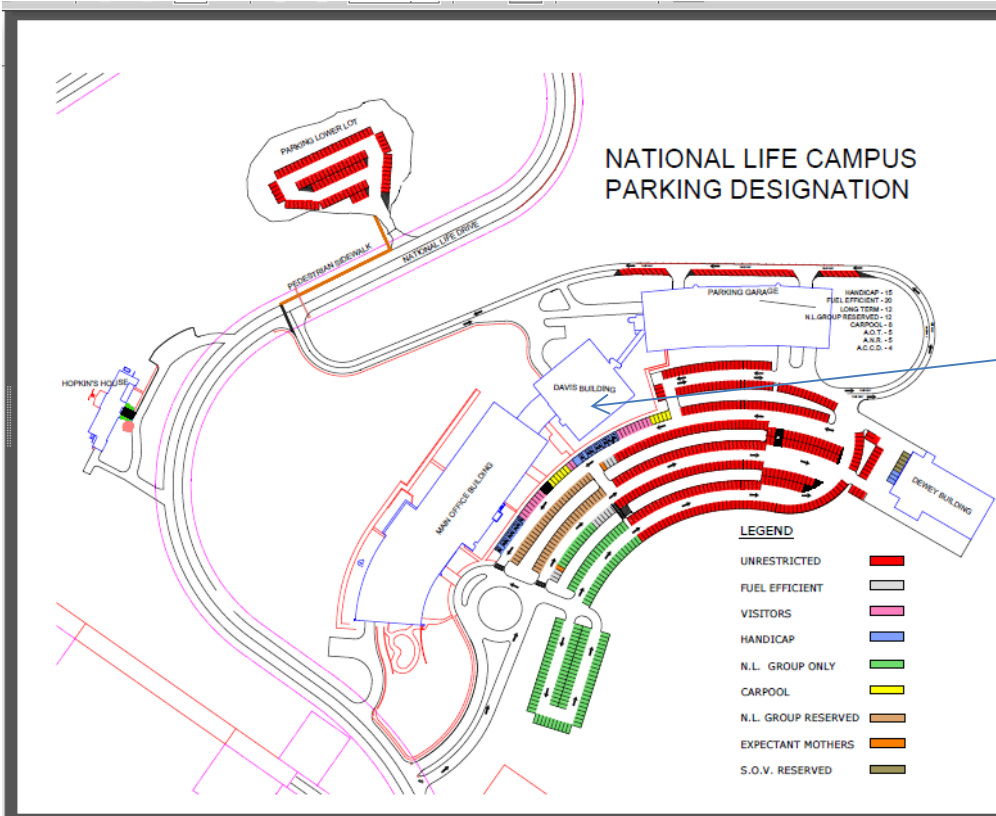 NATIONAL LIFE CAMPUS
PARKING DESIGNATION
PARKING LOWER LOT
PEDESTRIAN SIDEWALK
NATIONAL LIFE DRIVE
PARKING GARAGE
HANDICAP - 15
FUEL EFFICIENT - 20
LONG TERM - 12
N.L.GROUP RESERVED - 12
CARPOOL - 8
A.O.T. - 5
A.N.R. - 5
A.C.C.D. - 4
HOPKIN'S HOUSE
DAVIS BUILDING
MAIN OFFICE BUILDING
DEWEY BUILDING
LEGEND
UNRESTRICTED
FUEL EFFICIENT
VISITORS
HANDICAP
N.L. GROUP ONLY
CARPOOL
N.L. GROUP RESERVED
EXPECTANT MOTHERS
S.O.V. RESERVED